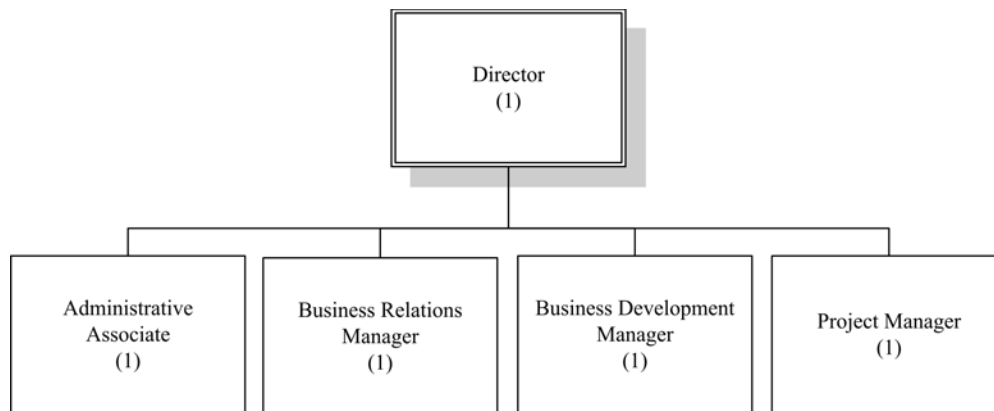 Director
(1)
Administrative
Associate
(1)
Business Relations
Manager
(1)
Business Development
Manager
(1)
Project Manager
(1)